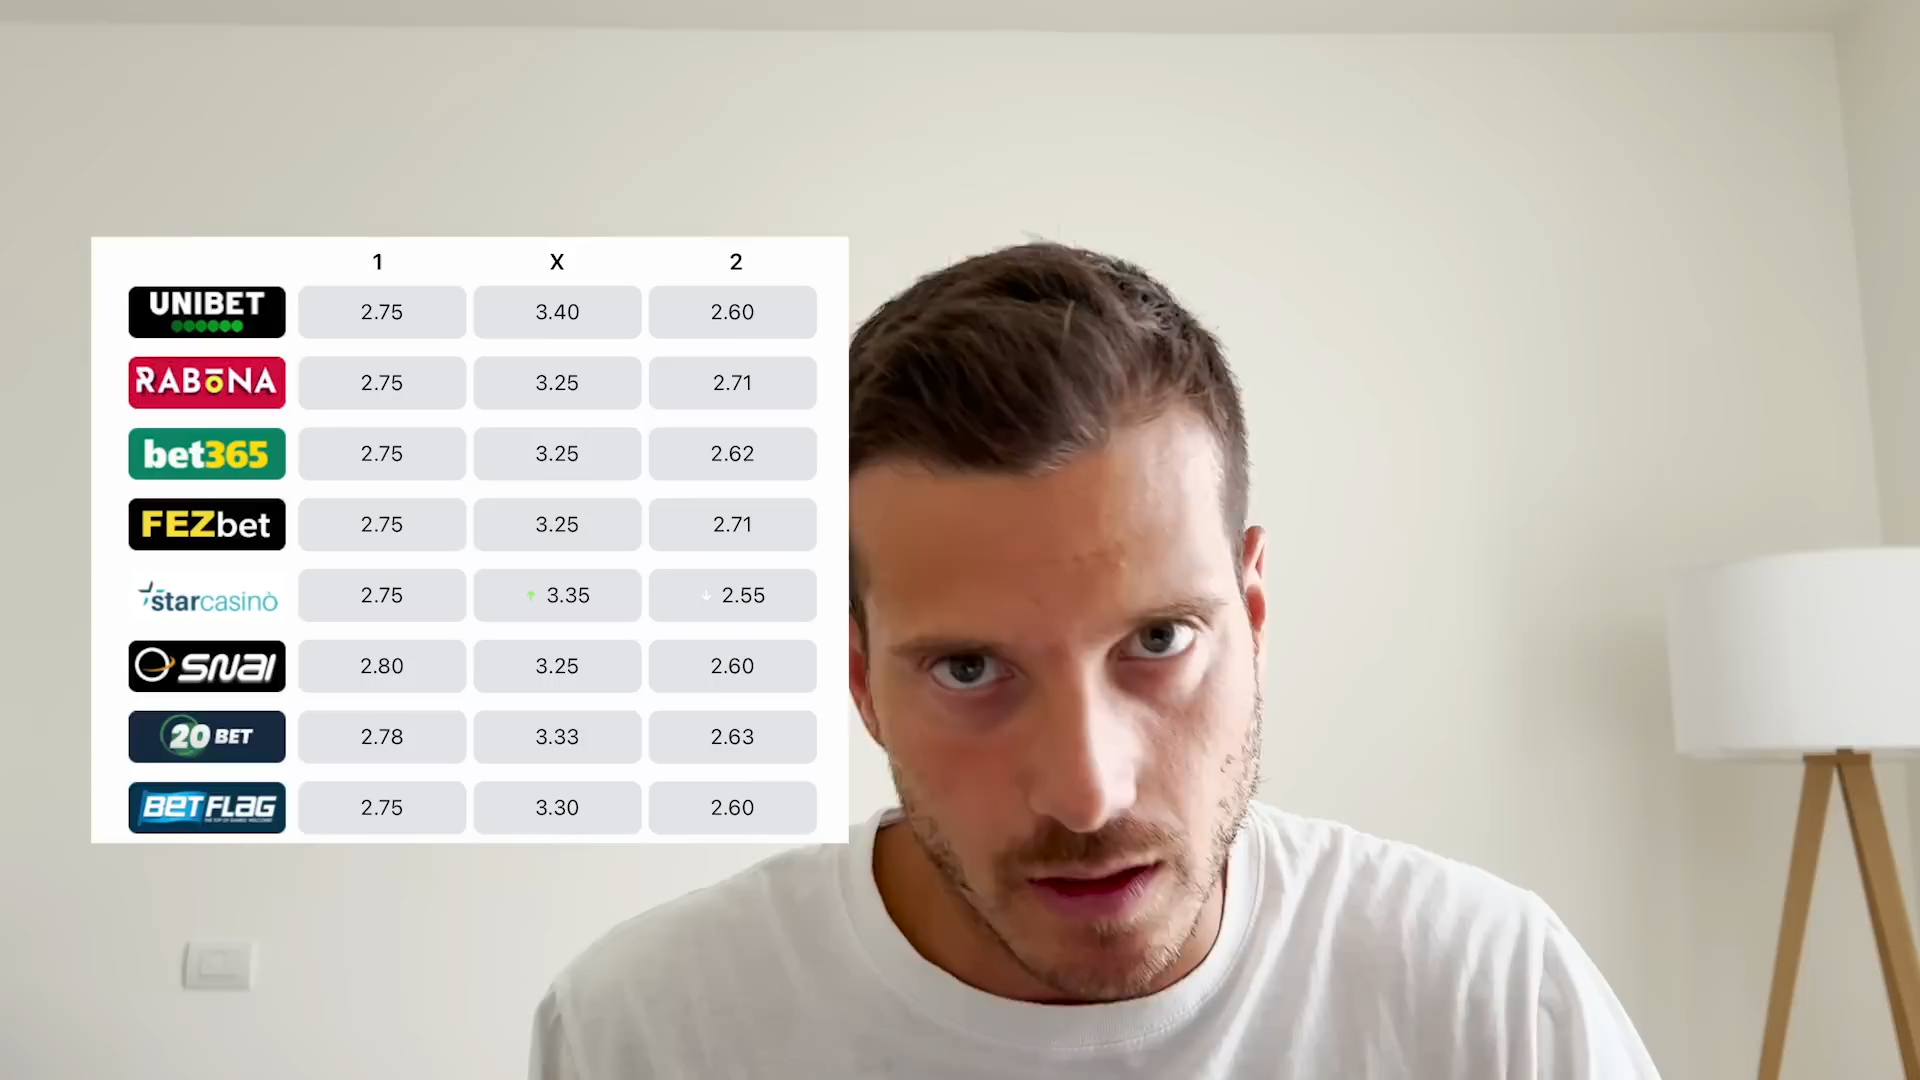 1 X 2
UNIBET 2.75 3.40 2.60
RABONA 2.75 3.25 2.71
bet365 2.75 3.25 2.62
FEZbet 2.75 3.25 2.71
starcasinò 2.75 ↑ 3.35 ↓ 2.55
SNAI 2.80 3.25 2.60
20 BET 2.78 3.33 2.63
BETFLAG 2.75 3.30 2.60